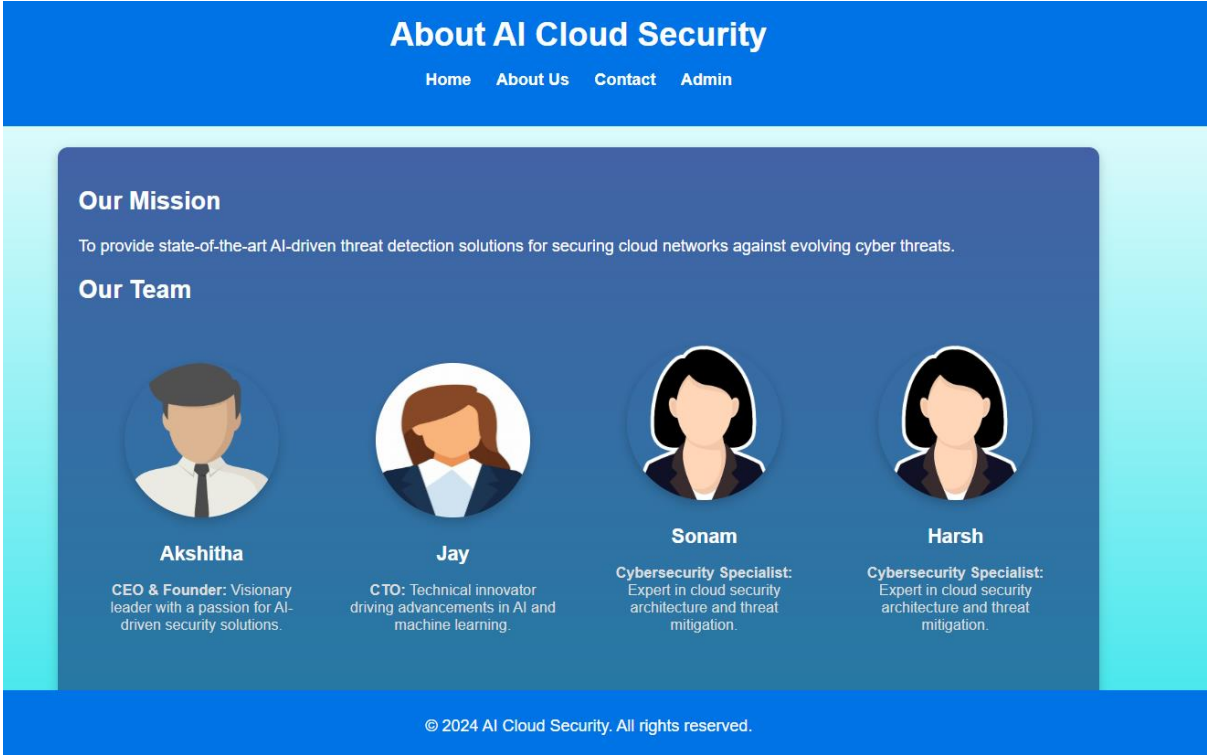 About AI Cloud Security
Home About Us Contact Admin
Our Mission
To provide state-of-the-art AI-driven threat detection solutions for securing cloud networks against evolving cyber threats.
Our Team
Akshitha
CEO & Founder: Visionary
leader with a passion for AI-
driven security solutions.
Jay
CTO: Technical innovator
driving advancements in AI and
machine learning.
Sonam
Cybersecurity Specialist:
Expert in cloud security
architecture and threat
mitigation.
Harsh
Cybersecurity Specialist:
Expert in cloud security
architecture and threat
mitigation.
© 2024 AI Cloud Security. All rights reserved.